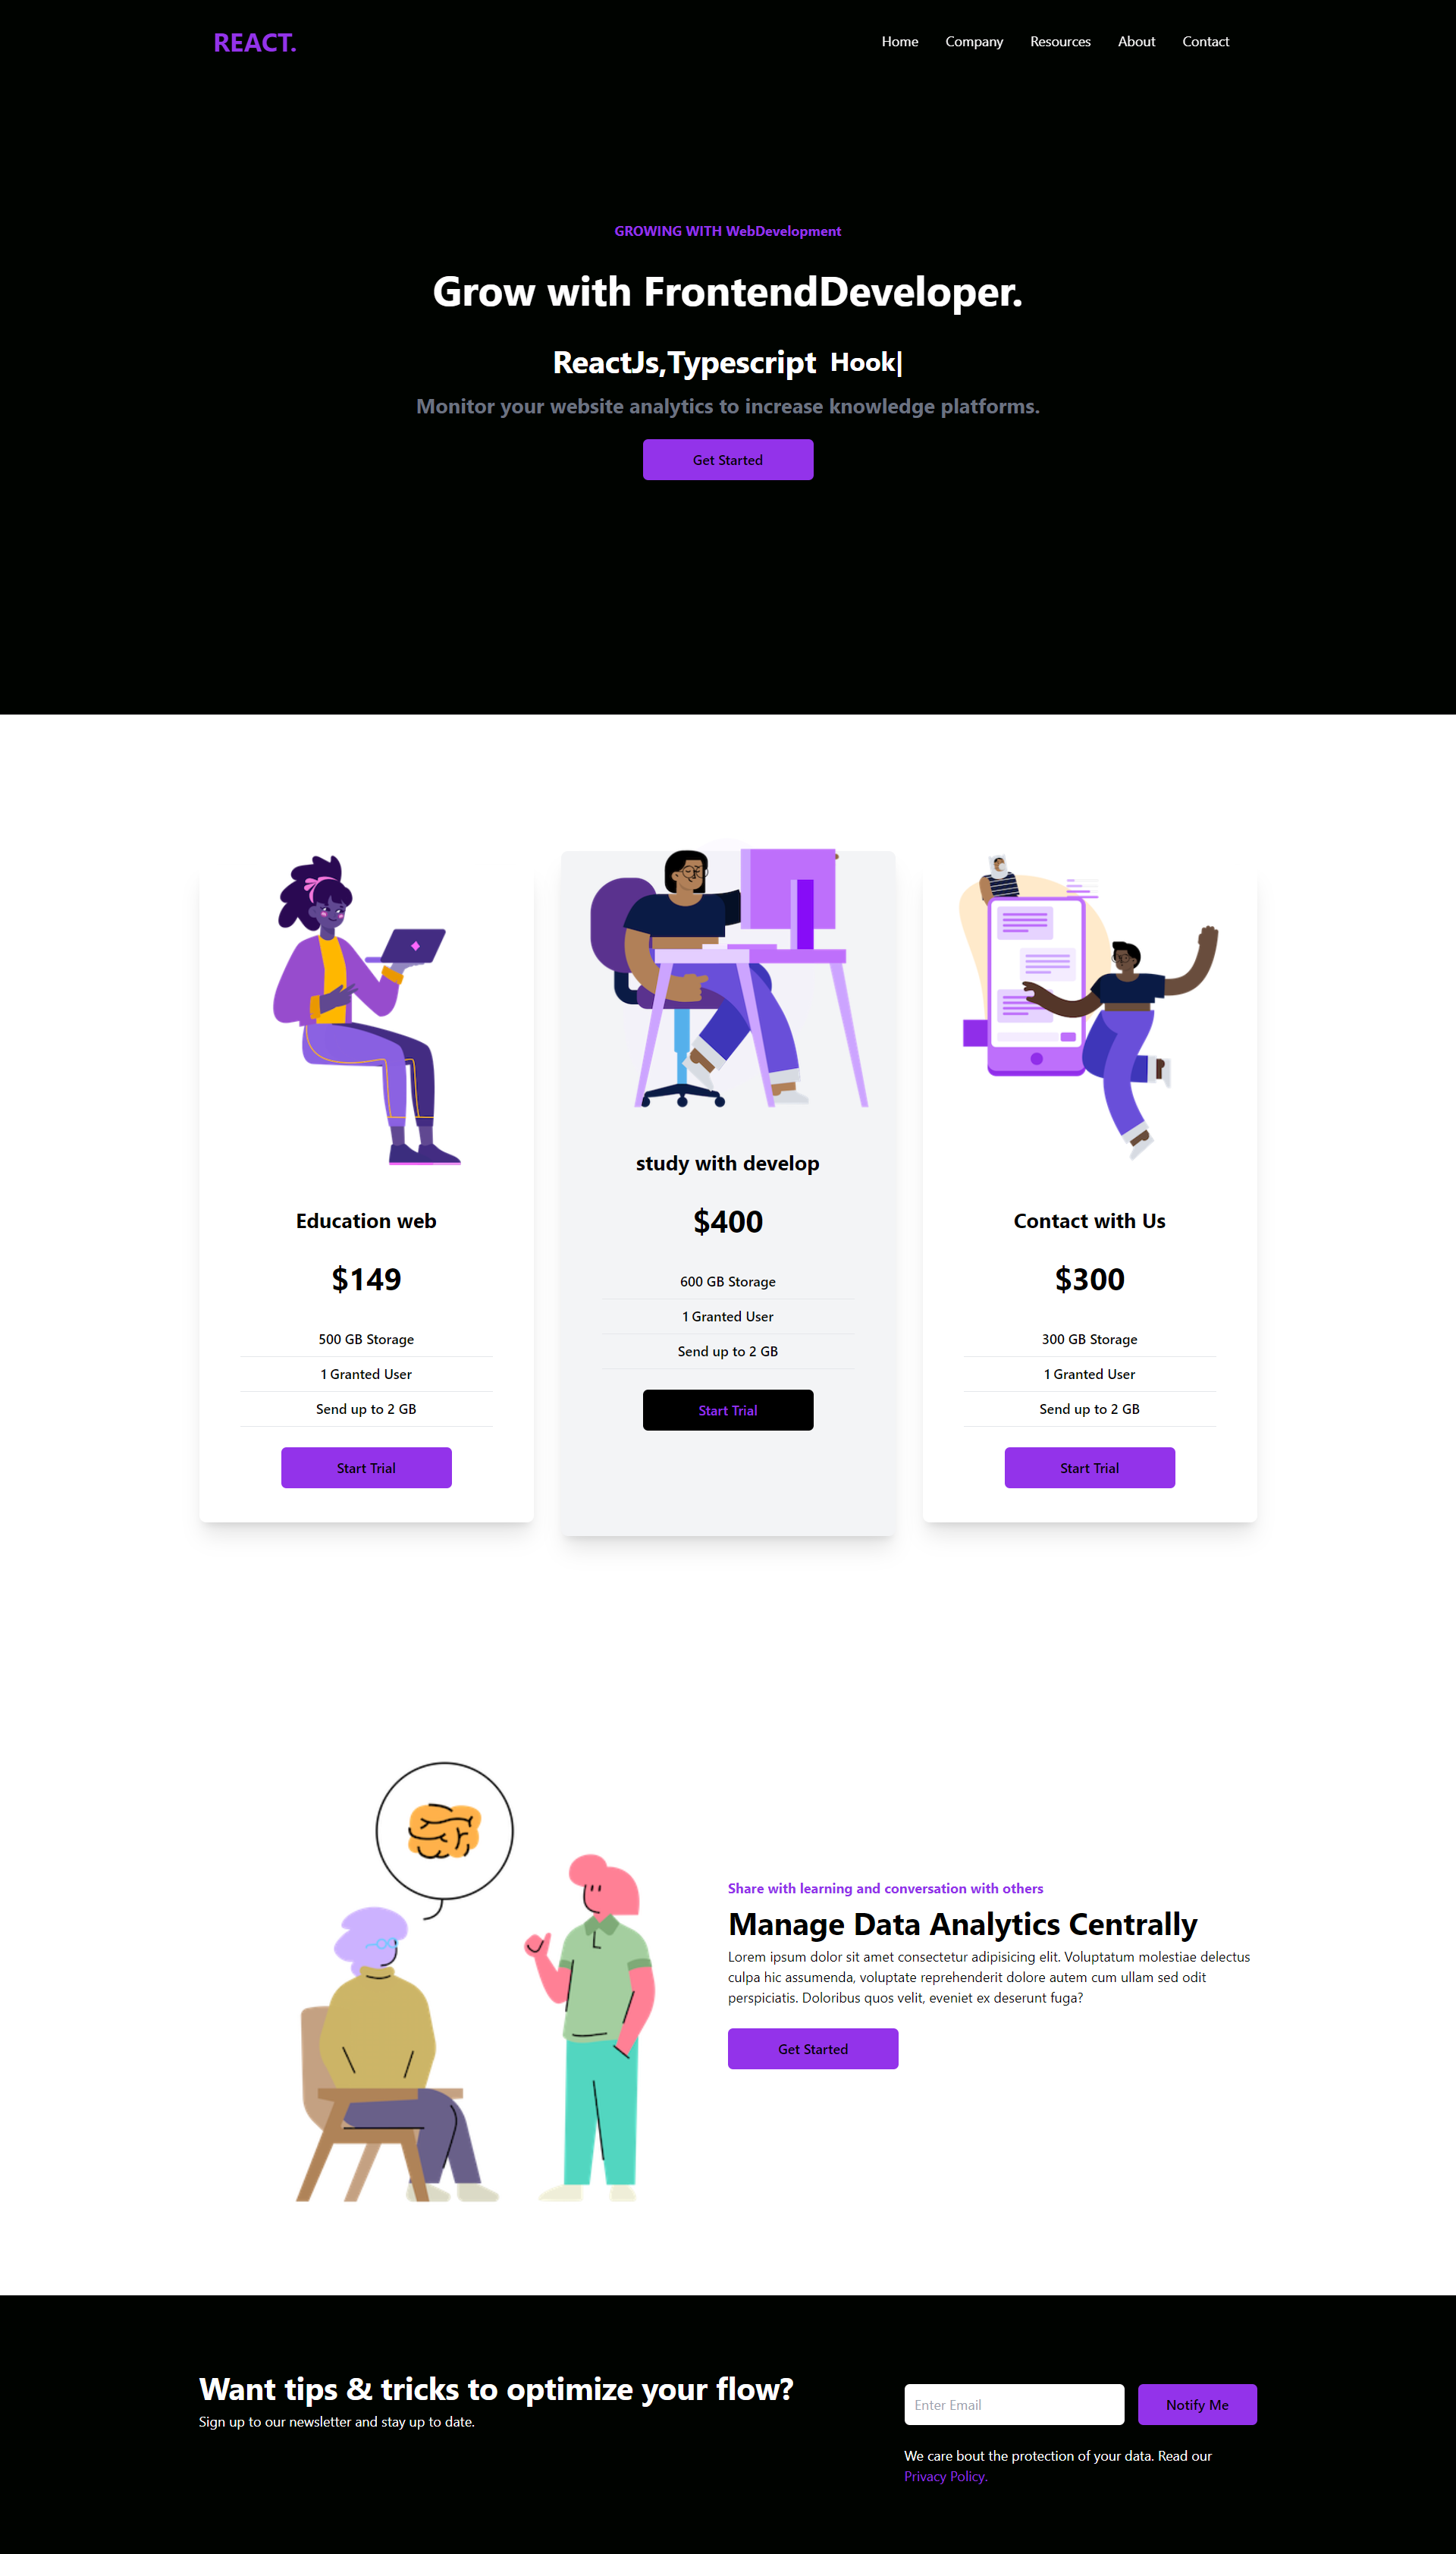 REACT.
Home Company Resources About Contact
GROWING WITH WebDevelopment
Grow with FrontendDeveloper.
ReactJs,Typescript Hook|
Monitor your website analytics to increase knowledge platforms.
Get Started
Education web
$149
500 GB Storage
1 Granted User
Send up to 2 GB
Start Trial
study with develop
$400
600 GB Storage
1 Granted User
Send up to 2 GB
Start Trial
Contact with Us
$300
300 GB Storage
1 Granted User
Send up to 2 GB
Start Trial
Share with learning and conversation with others
Manage Data Analytics Centrally
Lorem ipsum dolor sit amet consectetur adipisicing elit. Voluptatum molestiae delectus
culpa hic assumenda, voluptate reprehenderit dolore autem cum ullam sed odit
perspiciatis. Doloribus quos velit, eveniet ex deserunt fuga?
Get Started
Want tips & tricks to optimize your flow?
Sign up to our newsletter and stay up to date.
Enter Email
Notify Me
We care bout the protection of your data. Read our
Privacy Policy.